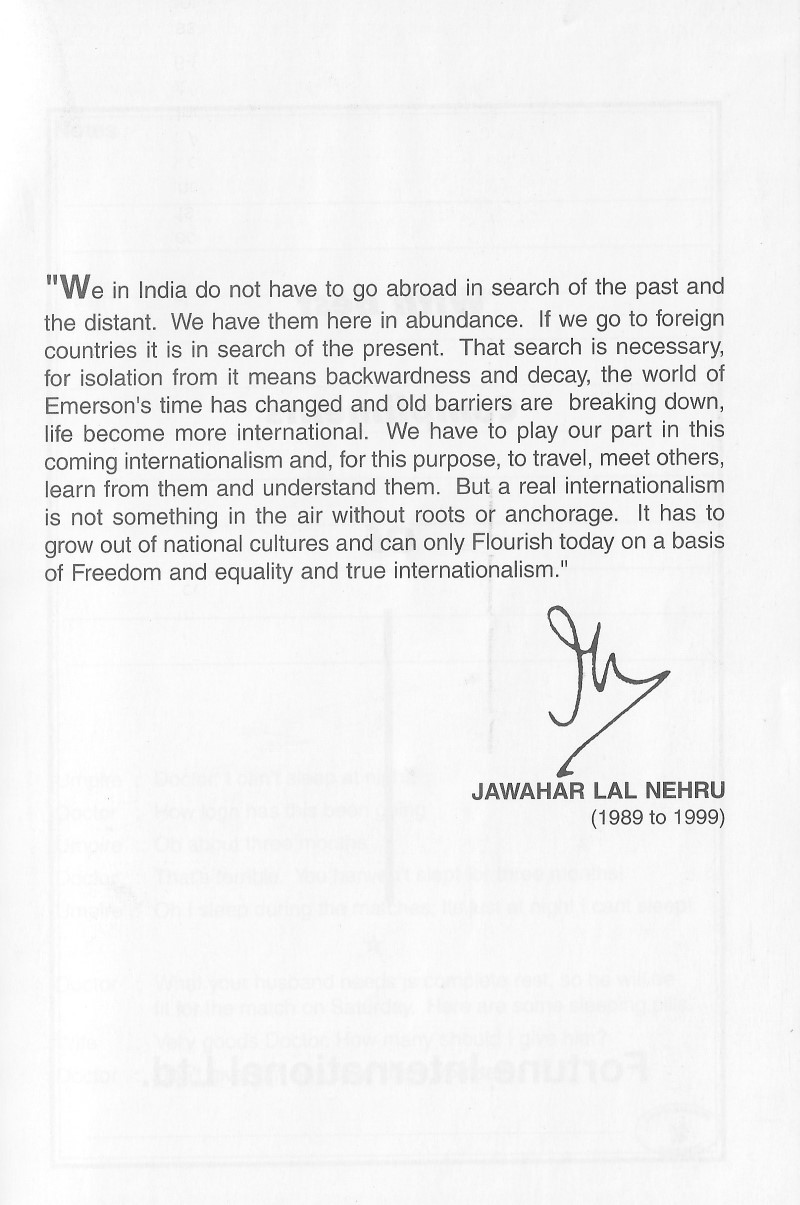 "We in India do not have to go abroad in search of the past and
the distant. We have them here in abundance. If we go to foreign
countries it is in search of the present. That search is necessary,
for isolation from it means backwardness and decay, the world of
Emerson's time has changed and old barriers are breaking down,
life become more international. We have to play our part in this
coming internationalism and, for this purpose, to travel, meet others,
learn from them and understand them. But a real internationalism
is not something in the air without roots or anchorage. It has to
grow out of national cultures and can only Flourish today on a basis
of Freedom and equality and true internationalism."
JAWAHAR LAL NEHRU
(1989 to 1999)
Fortune International Ltd.